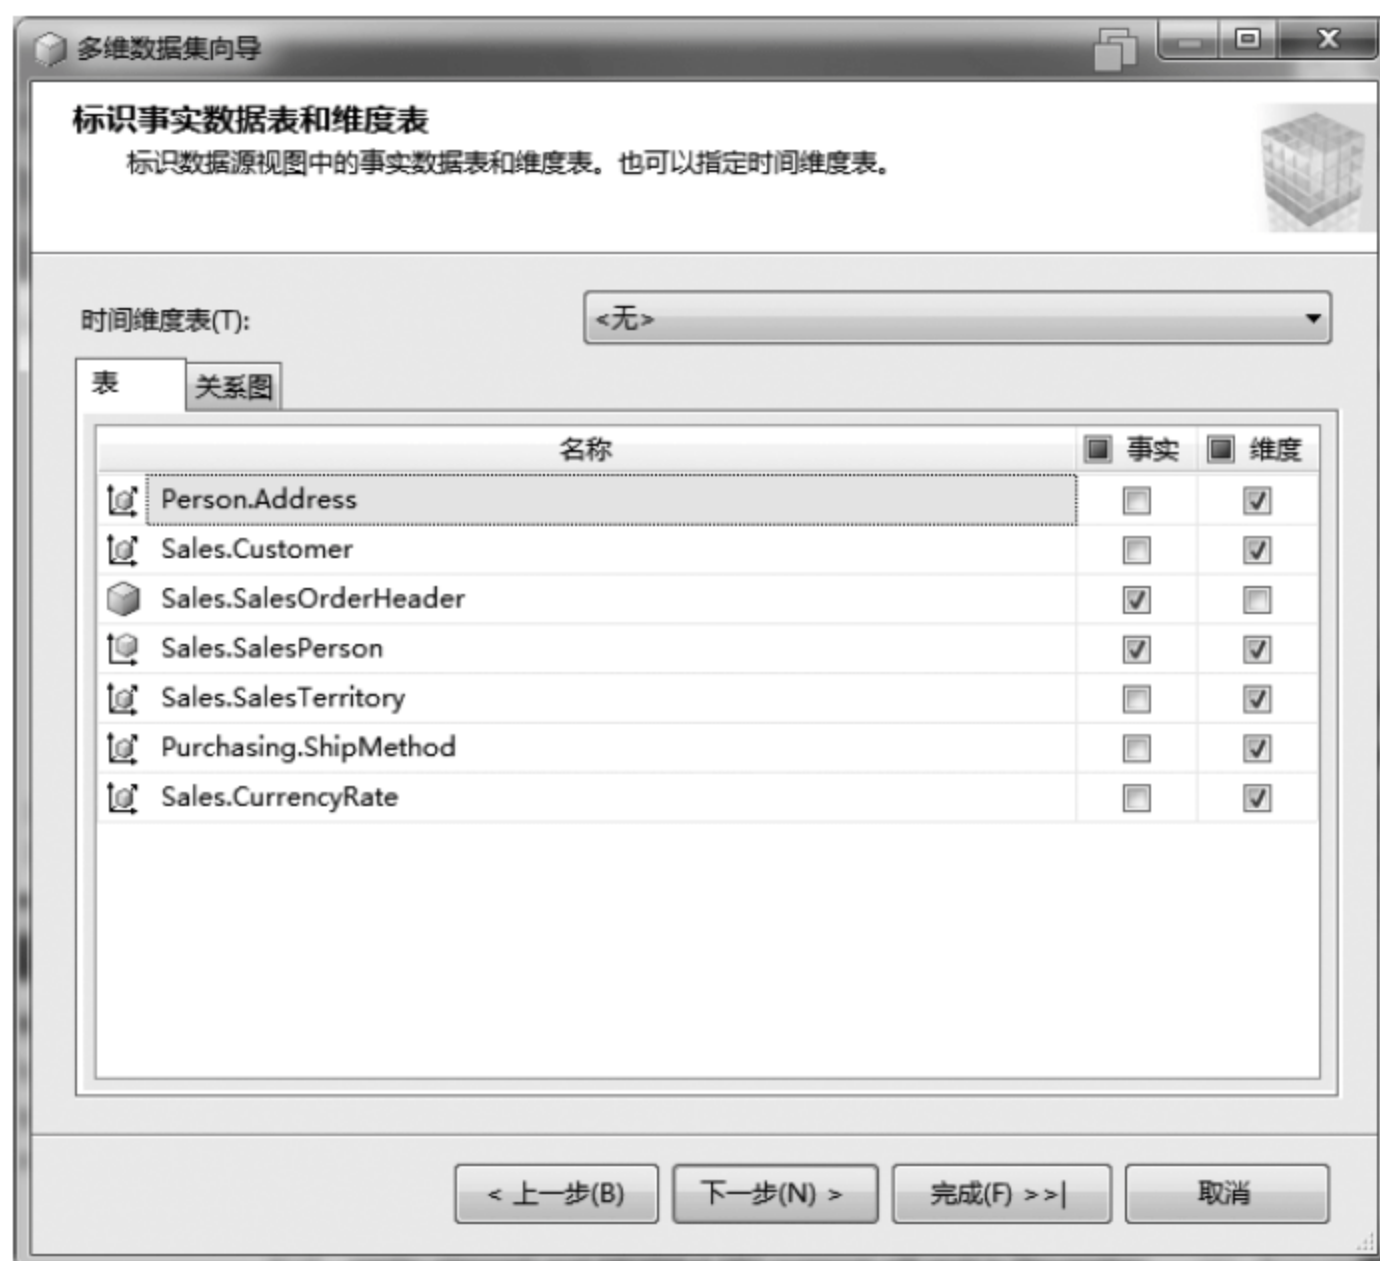 多维数据集向导
标识事实数据表和维度表
标识数据源视图中的事实数据表和维度表。也可以指定时间维度表。
时间维度表(T):
<无>
表
关系图
名称
事实
维度
Person.Address
Sales.Customer
Sales.SalesOrderHeader
Sales.SalesPerson
Sales.SalesTerritory
Purchasing.ShipMethod
Sales.CurrencyRate
< 上一步(B)
下一步(N) >
完成(F) >>|
取消